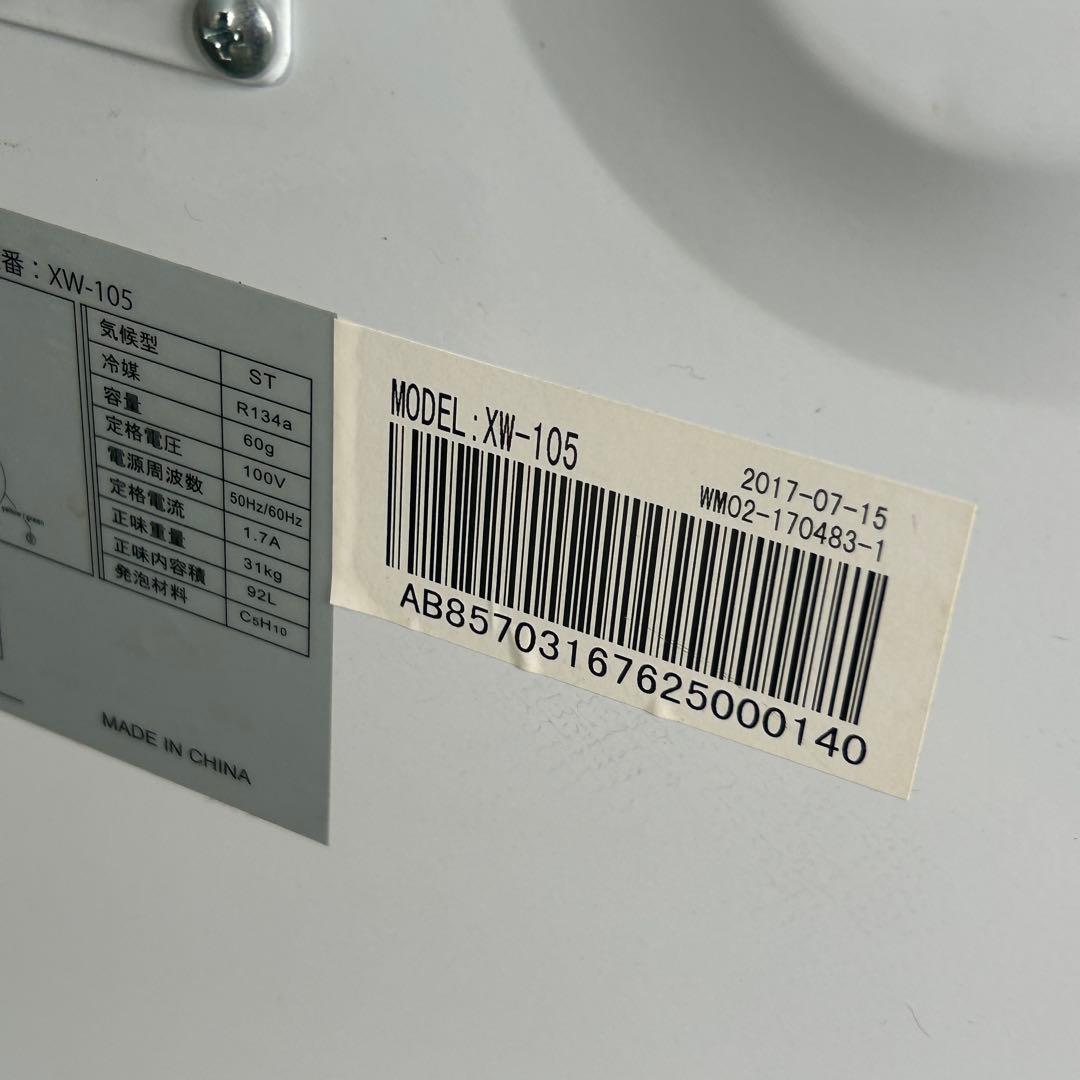 番：XW-105
気候型 ST
冷媒 R134a
容量 60g
定格電圧 100V
電源周波数 50Hz/60Hz
定格電流 1.7A
正味重量 31kg
正味内容積 92L
発泡材料 C5H10
yellow/green
MADE IN CHINA
MODEL:XW-105
2017-07-15
WM02-170483-1
AB85703167625000140